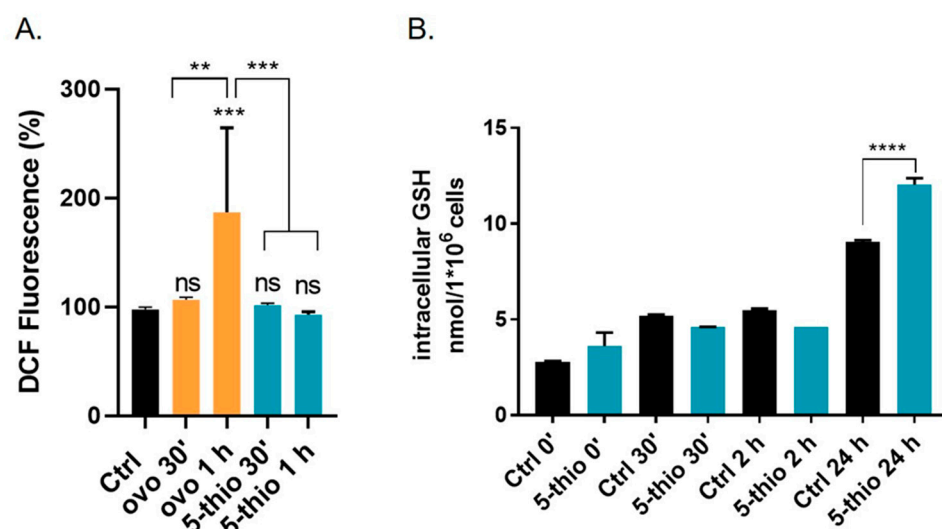 A.
DCF Fluorescence (%)
300
200
100
0
**
***
***
ns
ns
ns
Ctrl
ovo 30'
ovo 1 h
5-thio 30'
5-thio 1 h
B.
intracellular GSH
nmol/1*10⁶ cells
15
10
5
0
****
Ctrl 0'
5-thio 0'
Ctrl 30'
5-thio 30'
Ctrl 2 h
5-thio 2 h
Ctrl 24 h
5-thio 24 h